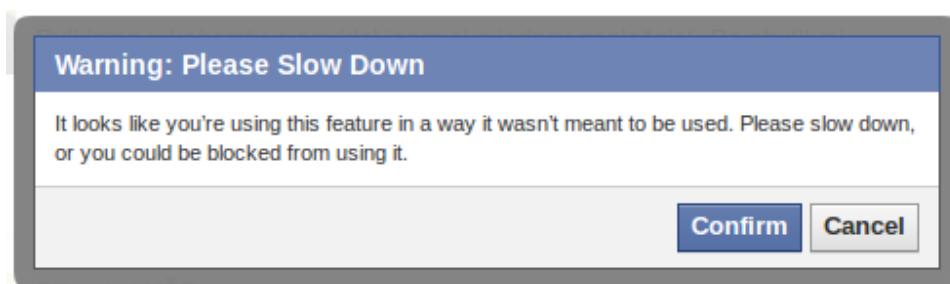 Warning: Please Slow Down
It looks like you're using this feature in a way it wasn't meant to be used. Please slow down,
or you could be blocked from using it.
Confirm Cancel